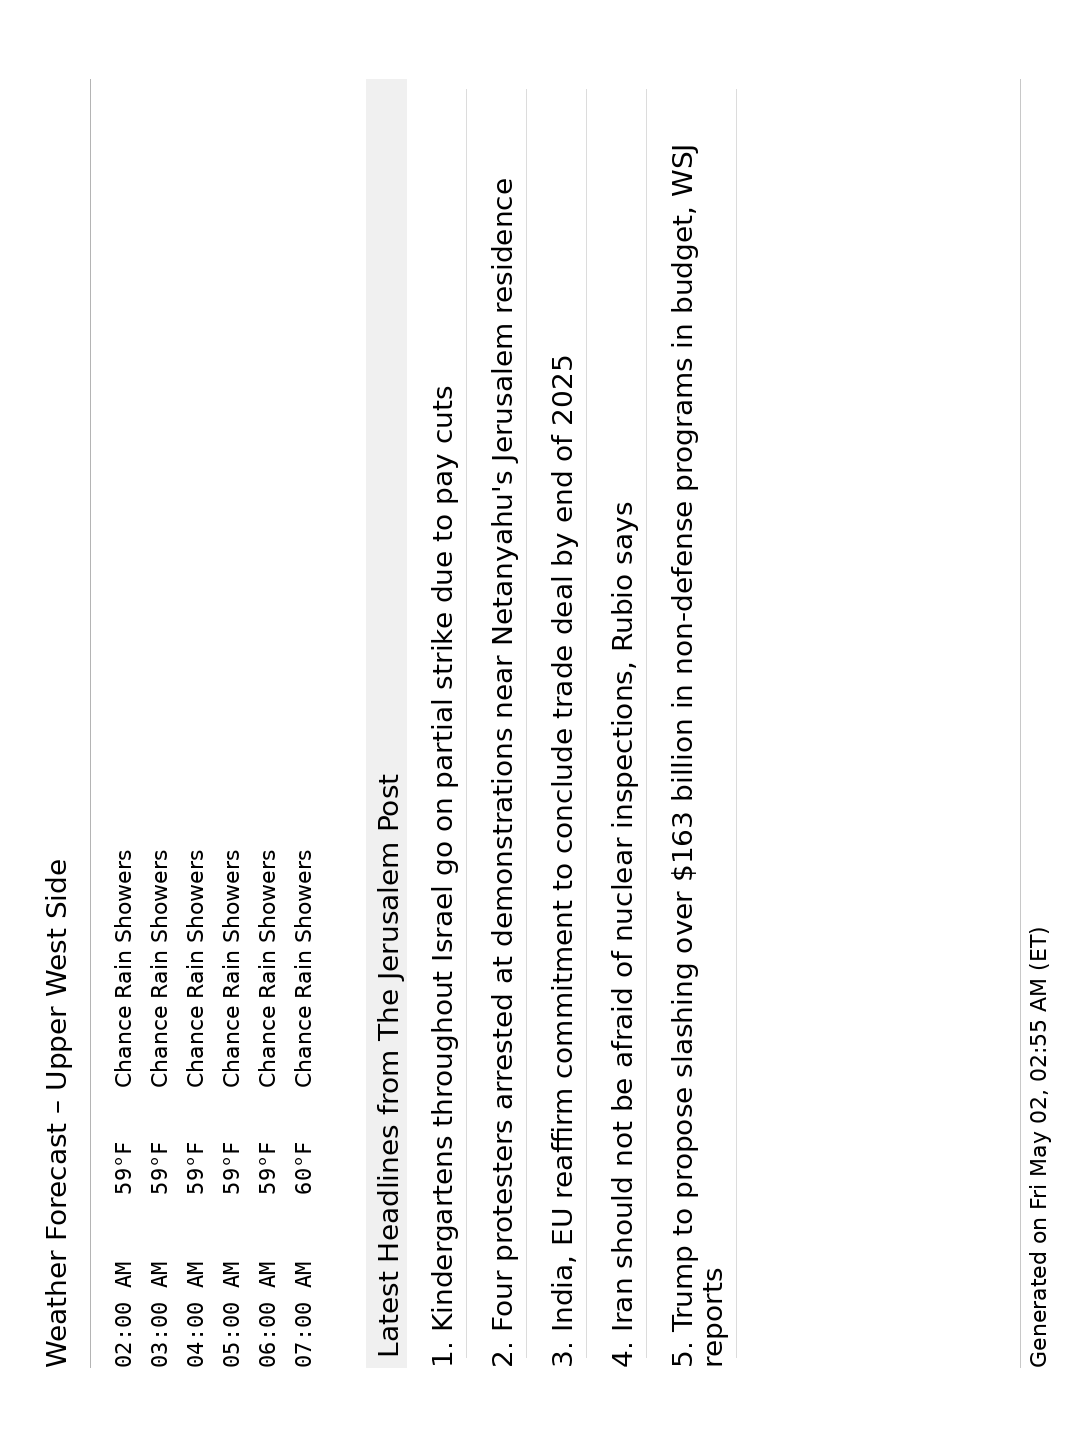 Weather Forecast – Upper West Side
02:00 AM 59°F Chance Rain Showers
03:00 AM 59°F Chance Rain Showers
04:00 AM 59°F Chance Rain Showers
05:00 AM 59°F Chance Rain Showers
06:00 AM 59°F Chance Rain Showers
07:00 AM 60°F Chance Rain Showers
Latest Headlines from The Jerusalem Post
1. Kindergartens throughout Israel go on partial strike due to pay cuts
2. Four protesters arrested at demonstrations near Netanyahu's Jerusalem residence
3. India, EU reaffirm commitment to conclude trade deal by end of 2025
4. Iran should not be afraid of nuclear inspections, Rubio says
5. Trump to propose slashing over $163 billion in non-defense programs in budget, WSJ
reports
Generated on Fri May 02, 02:55 AM (ET)